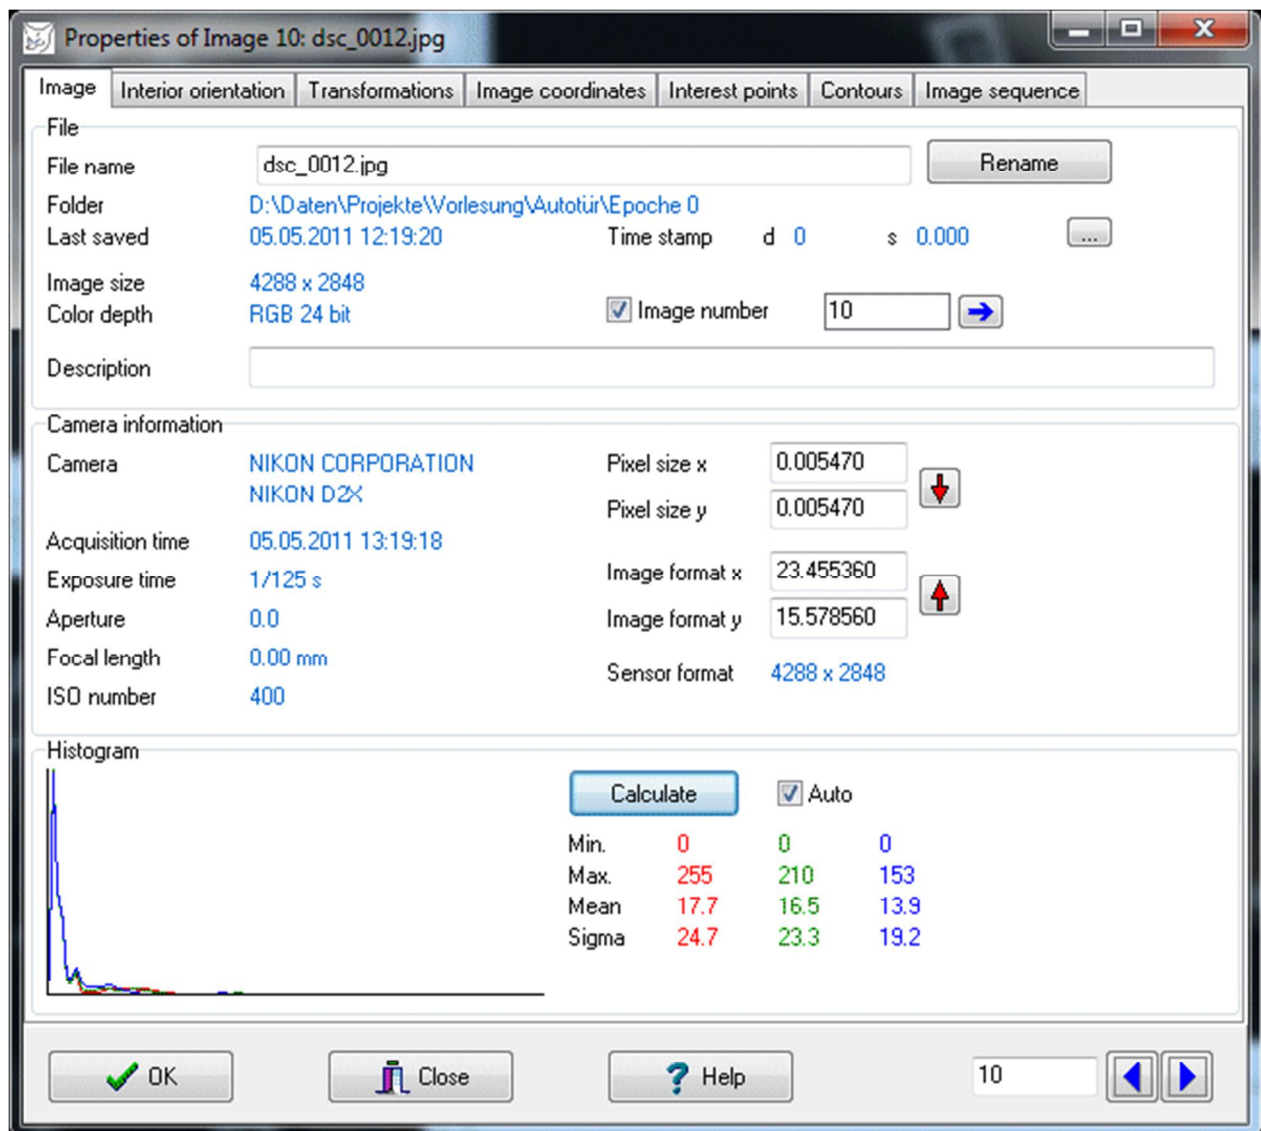 Properties of Image 10: dsc_0012.jpg
Image Interior orientation Transformations Image coordinates Interest points Contours Image sequence
File
File name dsc_0012.jpg Rename
Folder D:\Daten\Projekte\Vorlesung\Autotür\Epoche 0
Last saved 05.05.2011 12:19:20 Time stamp d 0 s 0.000 ...
Image size 4288 x 2848
Color depth RGB 24 bit Image number 10
Description
Camera information
Camera NIKON CORPORATION Pixel size x 0.005470
NIKON D2X Pixel size y 0.005470
Acquisition time 05.05.2011 13:19:18
Exposure time 1/125 s Image format x 23.455360
Aperture 0.0 Image format y 15.578560
Focal length 0.00 mm Sensor format 4288 x 2848
ISO number 400
Histogram
Calculate Auto
Min. 0 0 0
Max. 255 210 153
Mean 17.7 16.5 13.9
Sigma 24.7 23.3 19.2
OK Close Help 10